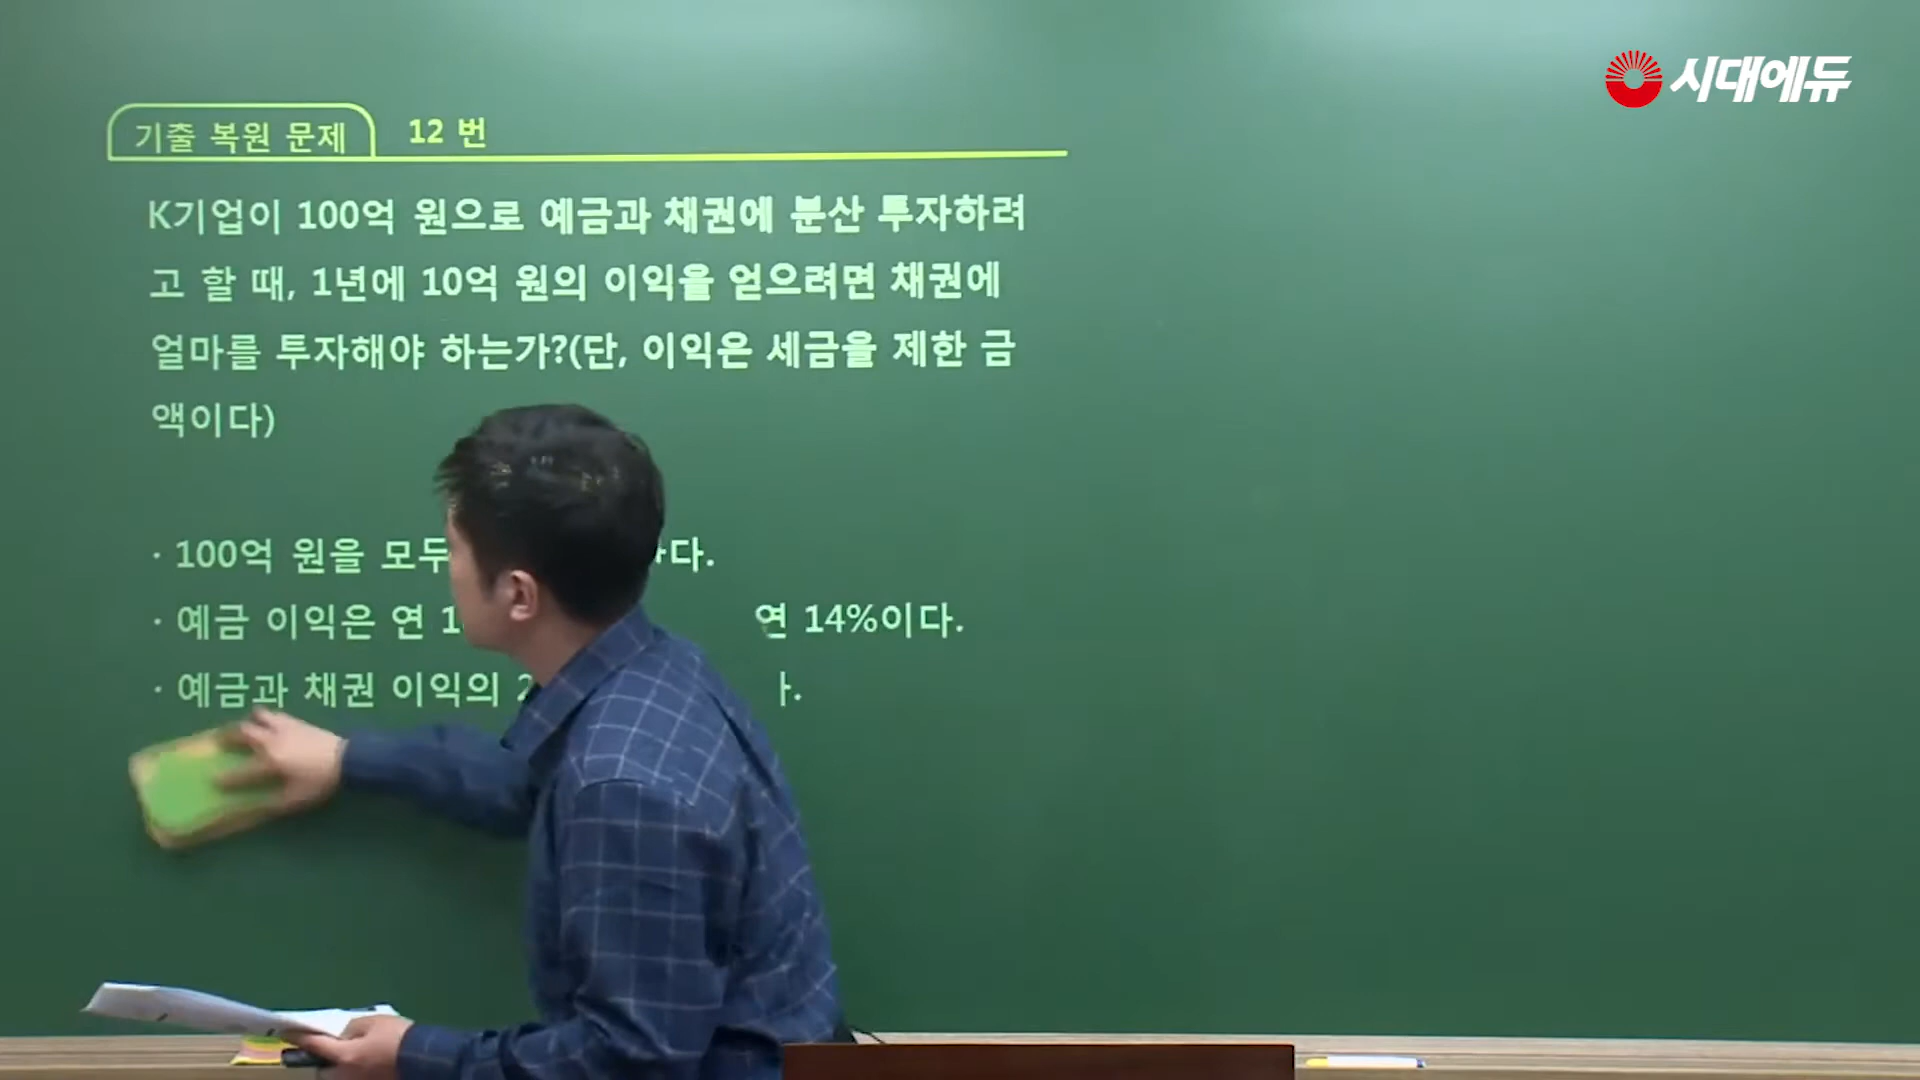 시대에듀
기출 복원 문제 12 번
K기업이 100억 원으로 예금과 채권에 분산 투자하려
고 할 때, 1년에 10억 원의 이익을 얻으려면 채권에
얼마를 투자해야 하는가?(단, 이익은 세금을 제한 금
액이다)
· 100억 원을 모두 다.
· 예금 이익은 연 연 14%이다.
· 예금과 채권 이익의